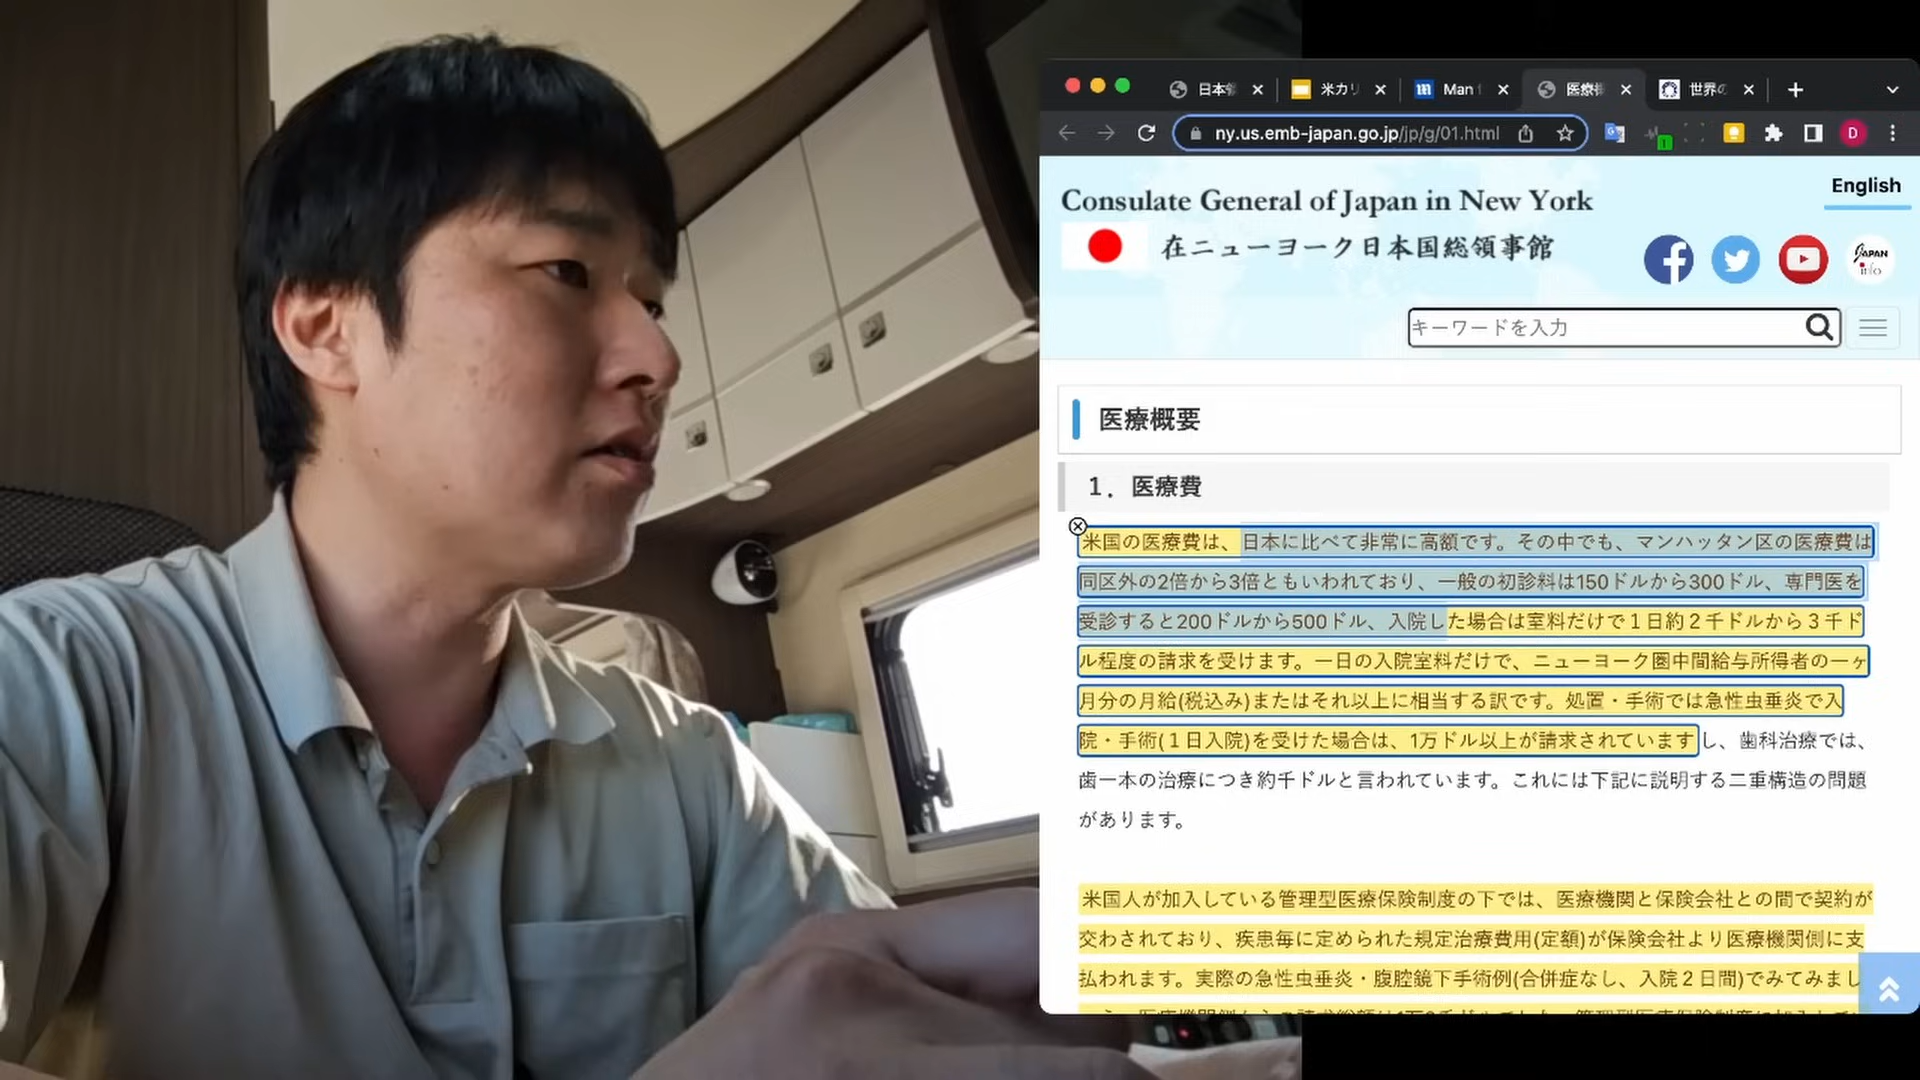 日本
米カリ
Man
医療
世界の
ny.us.emb-japan.go.jp/jp/g/01.html
D
English
Consulate General of Japan in New York
在ニューヨーク日本国総領事館
JAPAN
info
キーワードを入力
医療概要
1．医療費
米国の医療費は、日本に比べて非常に高額です。その中でも、マンハッタン区の医療費は
同区外の2倍から3倍ともいわれており、一般の初診料は150ドルから300ドル、専門医を
受診すると200ドルから500ドル、入院した場合は室料だけで１日約２千ドルから３千ド
ル程度の請求を受けます。一日の入院室料だけで、ニューヨーク圏中間給与所得者の一ヶ
月分の月給(税込み)またはそれ以上に相当する訳です。処置・手術では急性虫垂炎で入
院・手術(１日入院)を受けた場合は、1万ドル以上が請求されていますし、歯科治療では、
歯一本の治療につき約千ドルと言われています。これには下記に説明する二重構造の問題
があります。
米国人が加入している管理型医療保険制度の下では、医療機関と保険会社との間で契約が
交わされており、疾患毎に定められた規定治療費用(定額)が保険会社より医療機関側に支
払われます。実際の急性虫垂炎・腹腔鏡下手術例(合併症なし、入院２日間)でみてみまし